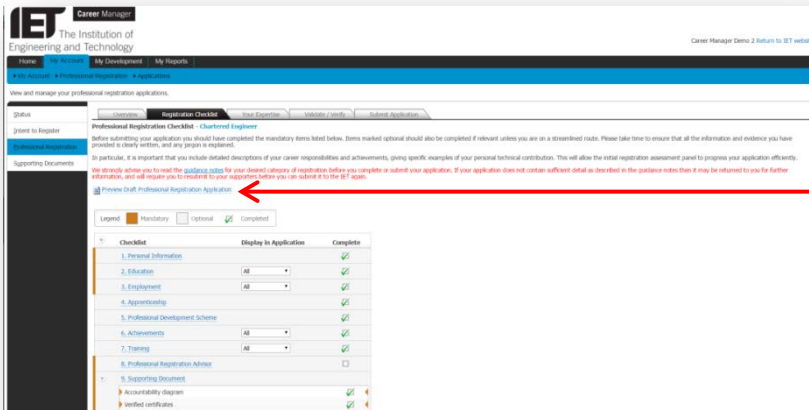 IET
Career Manager
The Institution of
Engineering and Technology
Career Manager Demo 2 Return to IET websit
Home My Account My Development My Reports
My Account Professional Registration Applications
View and manage your professional registration applications.
Status
Intent to Register
Professional Registration
Supporting Documents
Overview Registration Checklist Your Expertise Validate / Verify Submit Application
Professional Registration Checklist - Chartered Engineer
Before submitting your application you should have completed the mandatory items listed below. Items marked optional should also be completed if relevant unless you are on a streamlined route. Please take time to ensure that all the information and evidence you have
provided is clearly written, and any jargon is explained.
In particular, it is important that you include detailed descriptions of your career responsibilities and achievements, giving specific examples of your personal technical contribution. This will allow the initial registration assessment panel to progress your application efficiently.
We strongly advise you to read the guidance notes for your desired category of registration before you complete or submit your application. If your application does not contain sufficient detail as described in the guidance notes then it may be returned to you for further
information, and will require you to resubmit to your supporters before you can submit it to the IET again.
Preview Draft Professional Registration Application
Legend Mandatory Optional Completed
Checklist Display in Application Complete
1. Personal Information
2. Education All
3. Employment All
4. Apprenticeship
5. Professional Development Scheme
6. Achievements All
7. Training All
8. Professional Registration Advisor
9. Supporting Document
Accountability diagram
Verified certificates